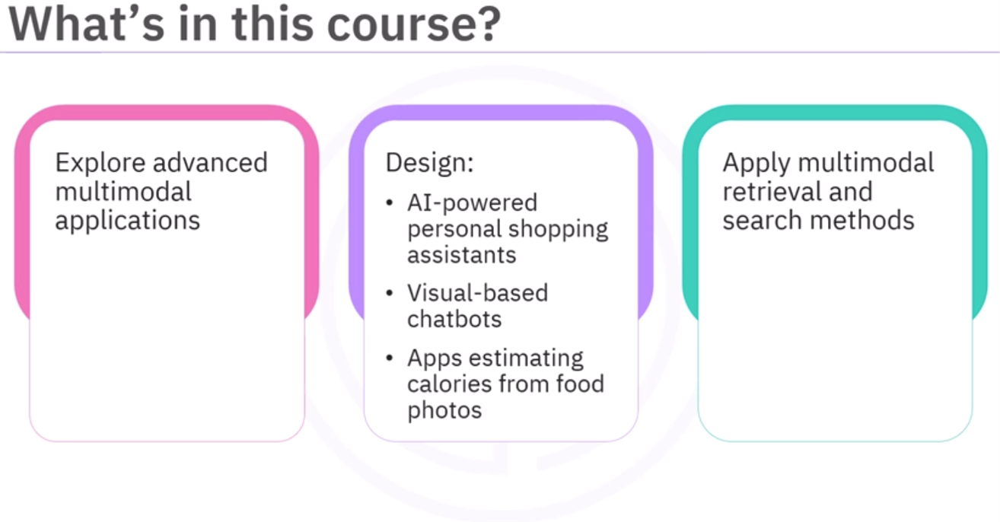 What’s in this course?
Explore advanced
multimodal
applications
Design:
• AI-powered
personal shopping
assistants
• Visual-based
chatbots
• Apps estimating
calories from food
photos
Apply multimodal
retrieval and
search methods